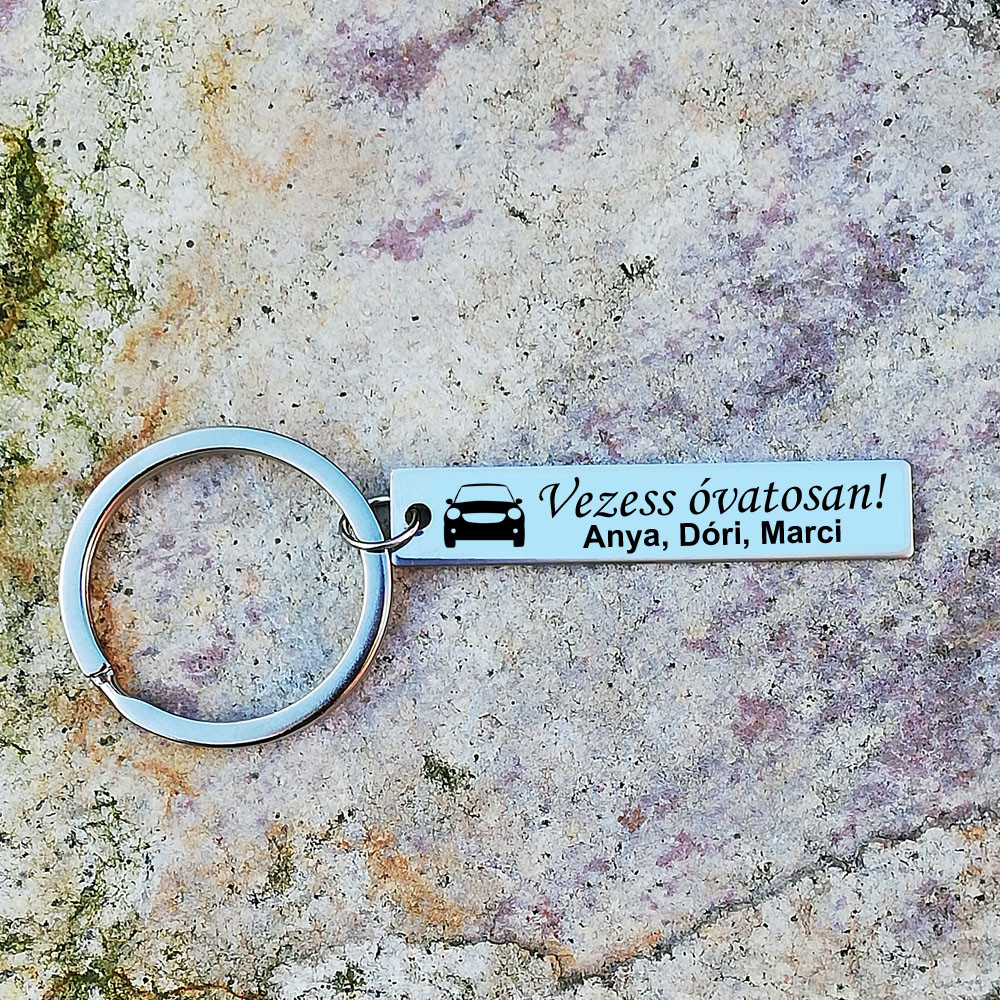 Vezess óvatosan!
Anya, Dóri, Marci